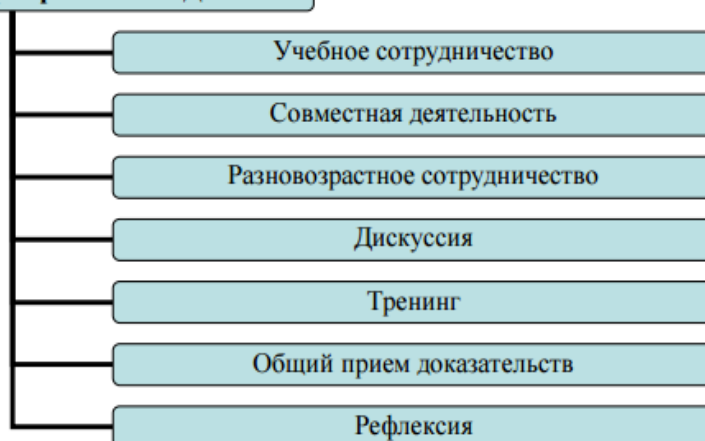 Учебное сотрудничество
Совместная деятельность
Разновозрастное сотрудничество
Дискуссия
Тренинг
Общий прием доказательств
Рефлексия